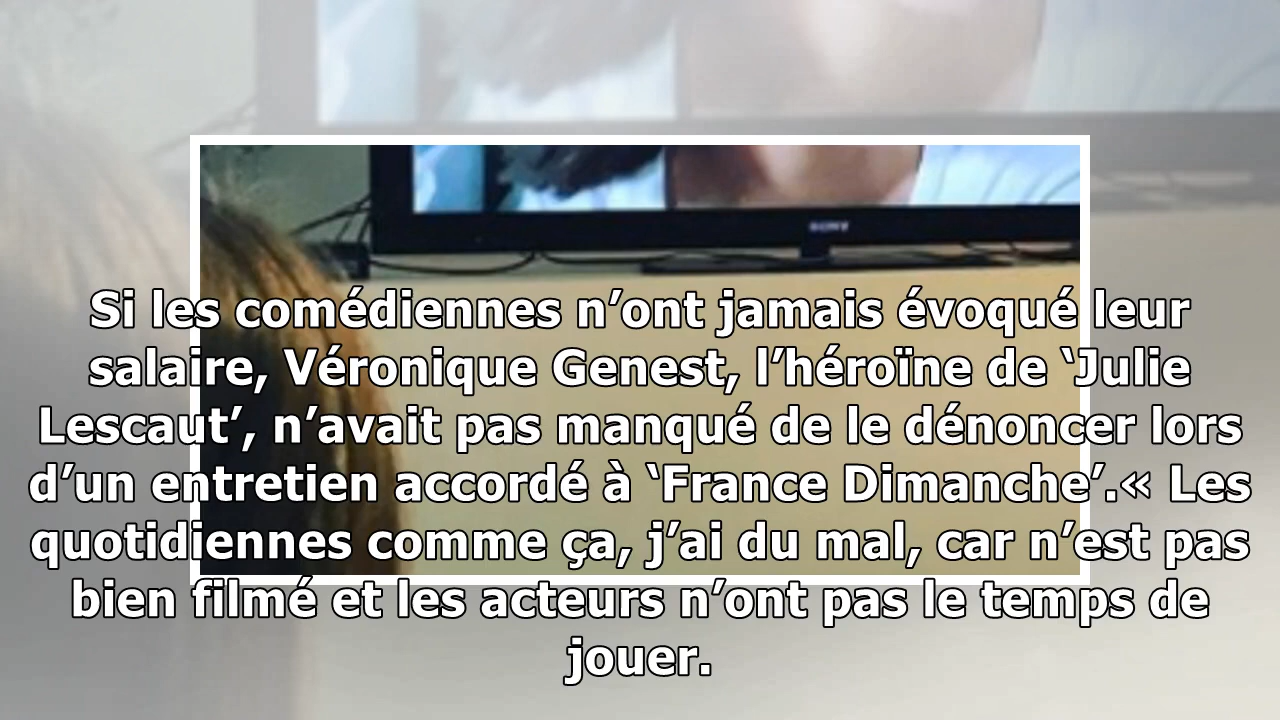 SONY
Si les comédiennes n’ont jamais évoqué leur
salaire, Véronique Genest, l’héroïne de ‘Julie
Lescaut’, n’avait pas manqué de le dénoncer lors
d’un entretien accordé à ‘France Dimanche’.« Les
quotidiennes comme ça, j’ai du mal, car n’est pas
bien filmé et les acteurs n’ont pas le temps de
jouer.